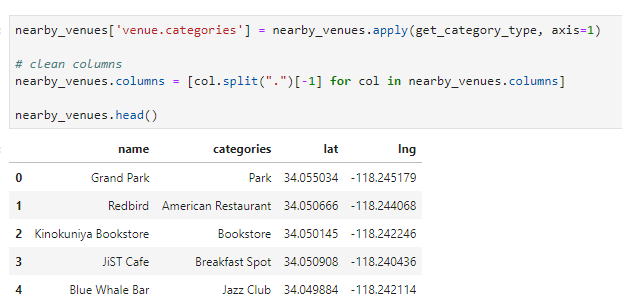 nearby_venues['venue.categories'] = nearby_venues.apply(get_category_type, axis=1)
# clean columns
nearby_venues.columns = [col.split(".")[-1] for col in nearby_venues.columns]
nearby_venues.head()
name categories lat lng
0 Grand Park Park 34.055034 -118.245179
1 Redbird American Restaurant 34.050666 -118.244068
2 Kinokuniya Bookstore Bookstore 34.050145 -118.242246
3 JiST Cafe Breakfast Spot 34.050908 -118.240436
4 Blue Whale Bar Jazz Club 34.049884 -118.242114